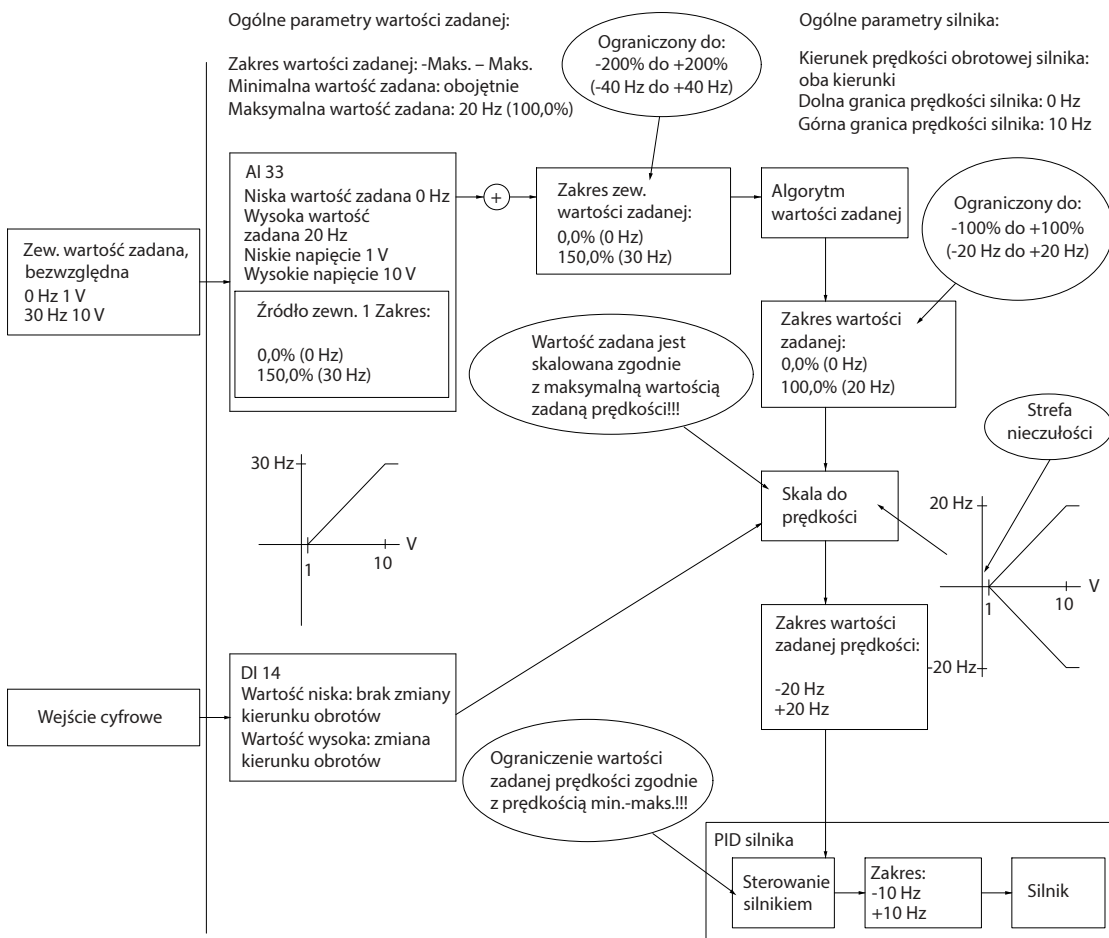 Ogólne parametry wartości zadanej:
Zakres wartości zadanej: -Maks. – Maks.
Minimalna wartość zadana: obojętnie
Maksymalna wartość zadana: 20 Hz (100,0%)
Ograniczony do:
-200% do +200%
(-40 Hz do +40 Hz)
Ogólne parametry silnika:
Kierunek prędkości obrotowej silnika:
oba kierunki
Dolna granica prędkości silnika: 0 Hz
Górna granica prędkości silnika: 10 Hz
Zew. wartość zadana,
bezwzględna
0 Hz 1 V
30 Hz 10 V
AI 33
Niska wartość zadana 0 Hz
Wysoka wartość
zadana 20 Hz
Niskie napięcie 1 V
Wysokie napięcie 10 V
Źródło zewn. 1 Zakres:
0,0% (0 Hz)
150,0% (30 Hz)
+
Zakres zew.
wartości zadanej:
0,0% (0 Hz)
150,0% (30 Hz)
Algorytm
wartości zadanej
Ograniczony do:
-100% do +100%
(-20 Hz do +20 Hz)
Zakres wartości
zadanej:
0,0% (0 Hz)
100,0% (20 Hz)
Wartość zadana jest
skalowana zgodnie
z maksymalną wartością
zadaną prędkości!!!
Strefa
nieczułości
30 Hz
V
1
10
Skala do
prędkości
20 Hz
V
1
10
-20 Hz
Zakres wartości
zadanej prędkości:
-20 Hz
+20 Hz
Wejście cyfrowe
DI 14
Wartość niska: brak zmiany
kierunku obrotów
Wartość wysoka: zmiana
kierunku obrotów
Ograniczenie wartości
zadanej prędkości zgodnie
z prędkością min.-maks.!!!
PID silnika
Sterowanie
silnikiem
Zakres:
-10 Hz
+10 Hz
Silnik